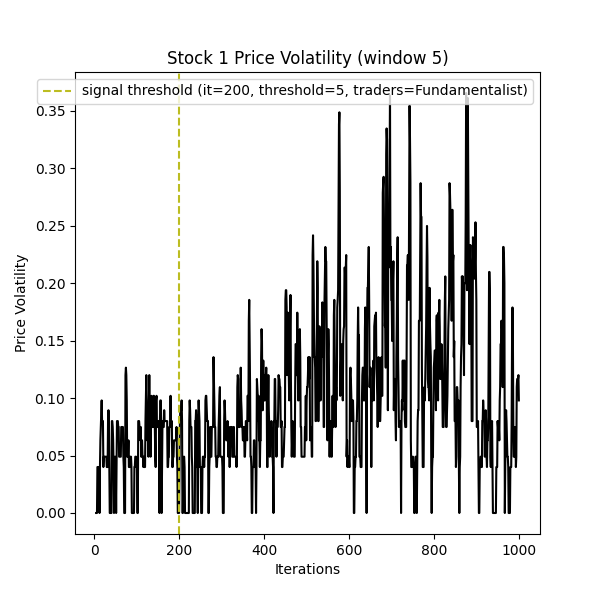 Stock 1 Price Volatility (window 5)
signal threshold (it=200, threshold=5, traders=Fundamentalist)
0.35
0.30
0.25
0.20
0.15
0.10
0.05
0.00
Price Volatility
0 200 400 600 800 1000
Iterations